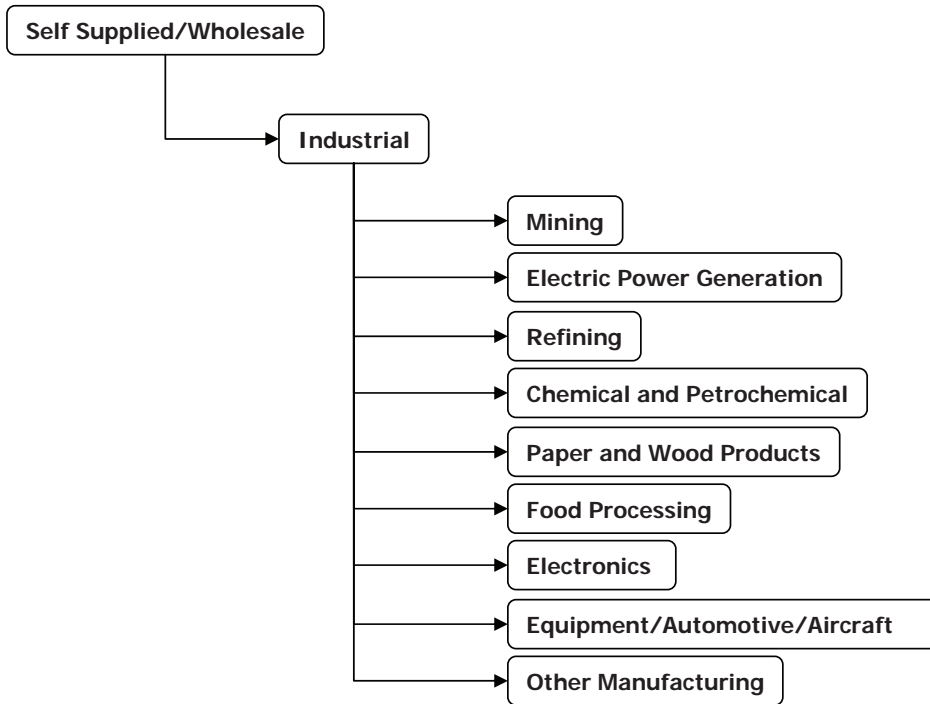 Self Supplied/Wholesale
Industrial
Mining
Electric Power Generation
Refining
Chemical and Petrochemical
Paper and Wood Products
Food Processing
Electronics
Equipment/Automotive/Aircraft
Other Manufacturing